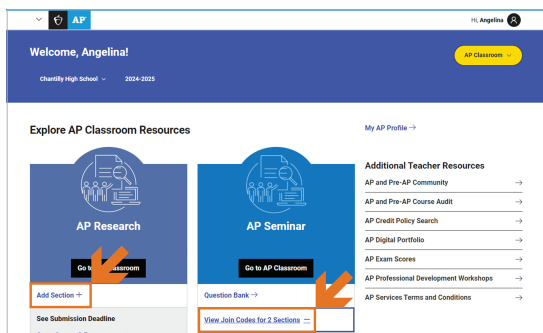 AP
Hi, Angelina
Welcome, Angelina!
AP Classroom
Chantilly High School
2024-2025
Explore AP Classroom Resources
AP Research
Go to Classroom
Add Section +
See Submission Deadline
AP Seminar
Go to AP Classroom
Question Bank →
View Join Codes for 2 Sections —
My AP Profile →
Additional Teacher Resources
AP and Pre-AP Community →
AP and Pre-AP Course Audit →
AP Credit Policy Search →
AP Digital Portfolio →
AP Exam Scores →
AP Professional Development Workshops →
AP Services Terms and Conditions →